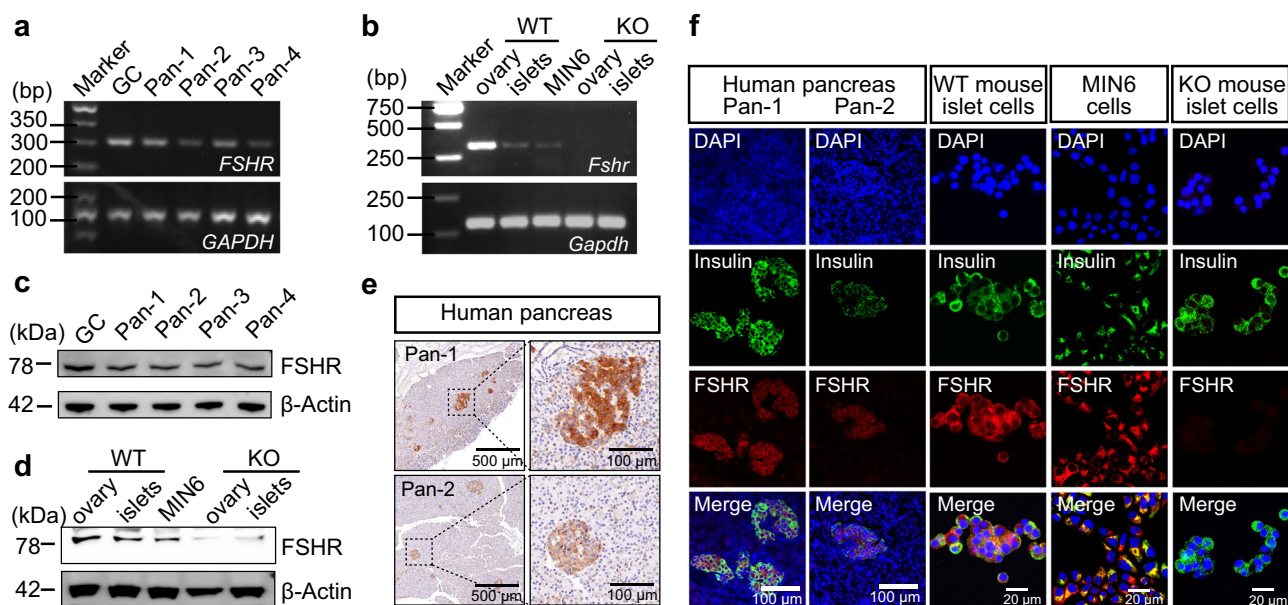 a
Marker
GC
Pan-1
Pan-2
Pan-3
Pan-4
(bp)
350
300
200
FSHR
200
100
GAPDH
b
WT
KO
Marker
ovary
islets
MIN6
ovary
islets
(bp)
750
500
250
Fshr
250
100
Gapdh
c
(kDa)
GC
Pan-1
Pan-2
Pan-3
Pan-4
78
FSHR
42
β-Actin
d
WT
KO
ovary
islets
MIN6
ovary
islets
(kDa)
78
FSHR
42
β-Actin
e
Human pancreas
Pan-1
500 µm
100 µm
Pan-2
500 µm
100 µm
f
Human pancreas
Pan-1 Pan-2
WT mouse
islet cells
MIN6
cells
KO mouse
islet cells
DAPI DAPI DAPI DAPI DAPI
Insulin Insulin Insulin Insulin Insulin
FSHR FSHR FSHR FSHR FSHR
Merge Merge Merge Merge Merge
100 µm 100 µm 20 µm 20 µm 20 µm